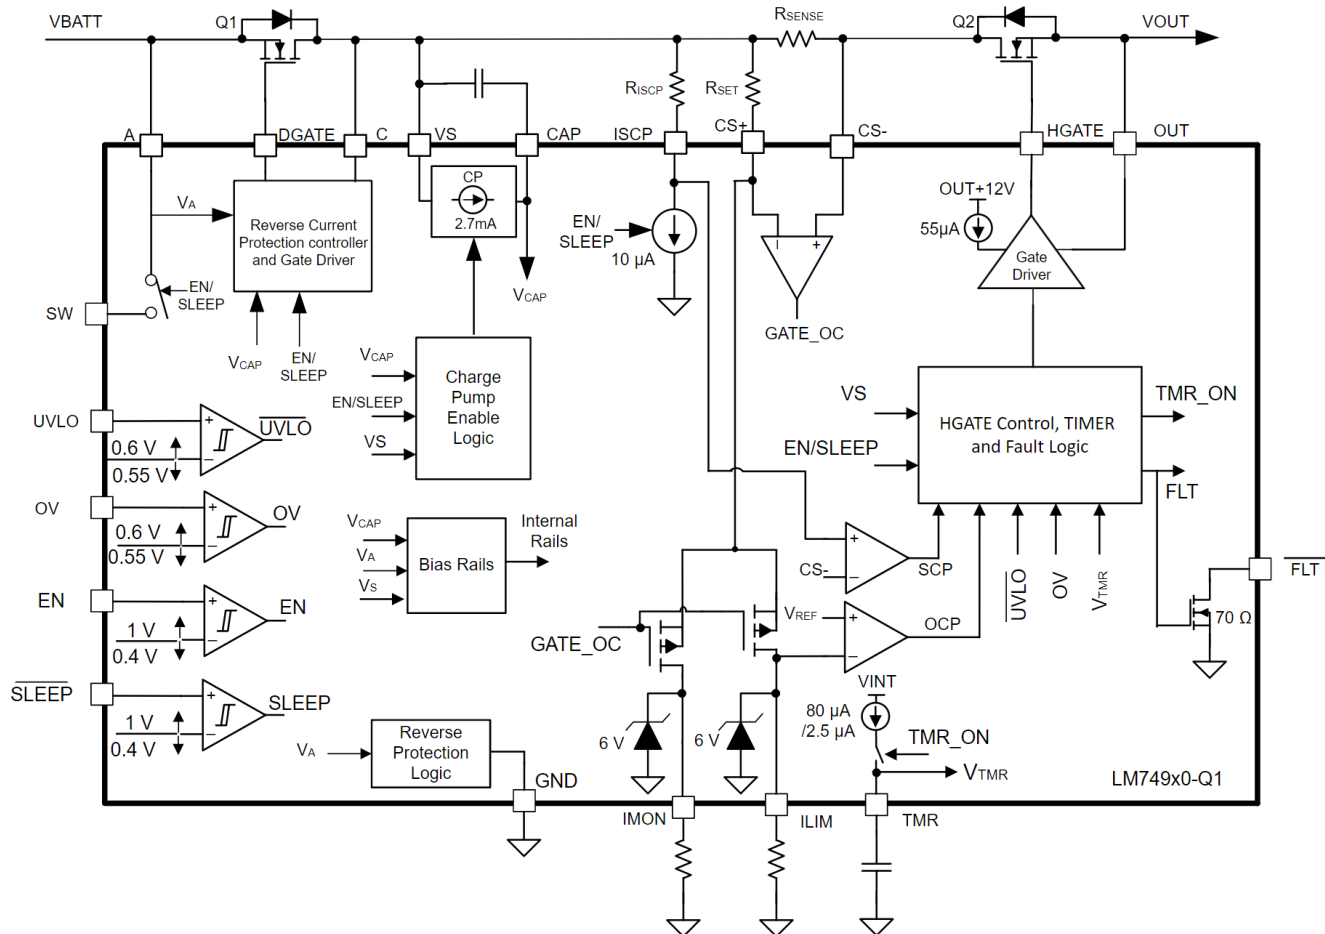 VBATT
Q1
RSENSE
Q2
VOUT
RISCP
RSET
A
DGATE
C
VS
CAP
ISCP
CS+
CS-
HGATE
OUT
CP
2.7mA
VA
Reverse Current
Protection controller
and Gate Driver
EN/
SLEEP
10 µA
I
+
OUT+12V
55µA
Gate
Driver
EN/
SLEEP
SW
VCAP
GATE_OC
VCAP
EN/
SLEEP
VCAP
EN/SLEEP
VS
Charge
Pump
Enable
Logic
VS
EN/SLEEP
HGATE Control, TIMER
and Fault Logic
TMR_ON
FLT
UVLO
+
−
0.6 V
0.55 V
UVLO
OV
+
−
0.6 V
0.55 V
OV
VCAP
VA
VS
Bias Rails
Internal
Rails
+
CS-
−
SCP
UVLO
OV
VTMR
FLT
70 Ω
EN
+
−
1 V
0.4 V
EN
GATE_OC
VREF
+
−
OCP
SLEEP
+
−
1 V
0.4 V
SLEEP
VINT
80 µA
/2.5 µA
TMR_ON
VTMR
6 V
6 V
VA
Reverse
Protection
Logic
GND
LM749x0-Q1
IMON
ILIM
TMR